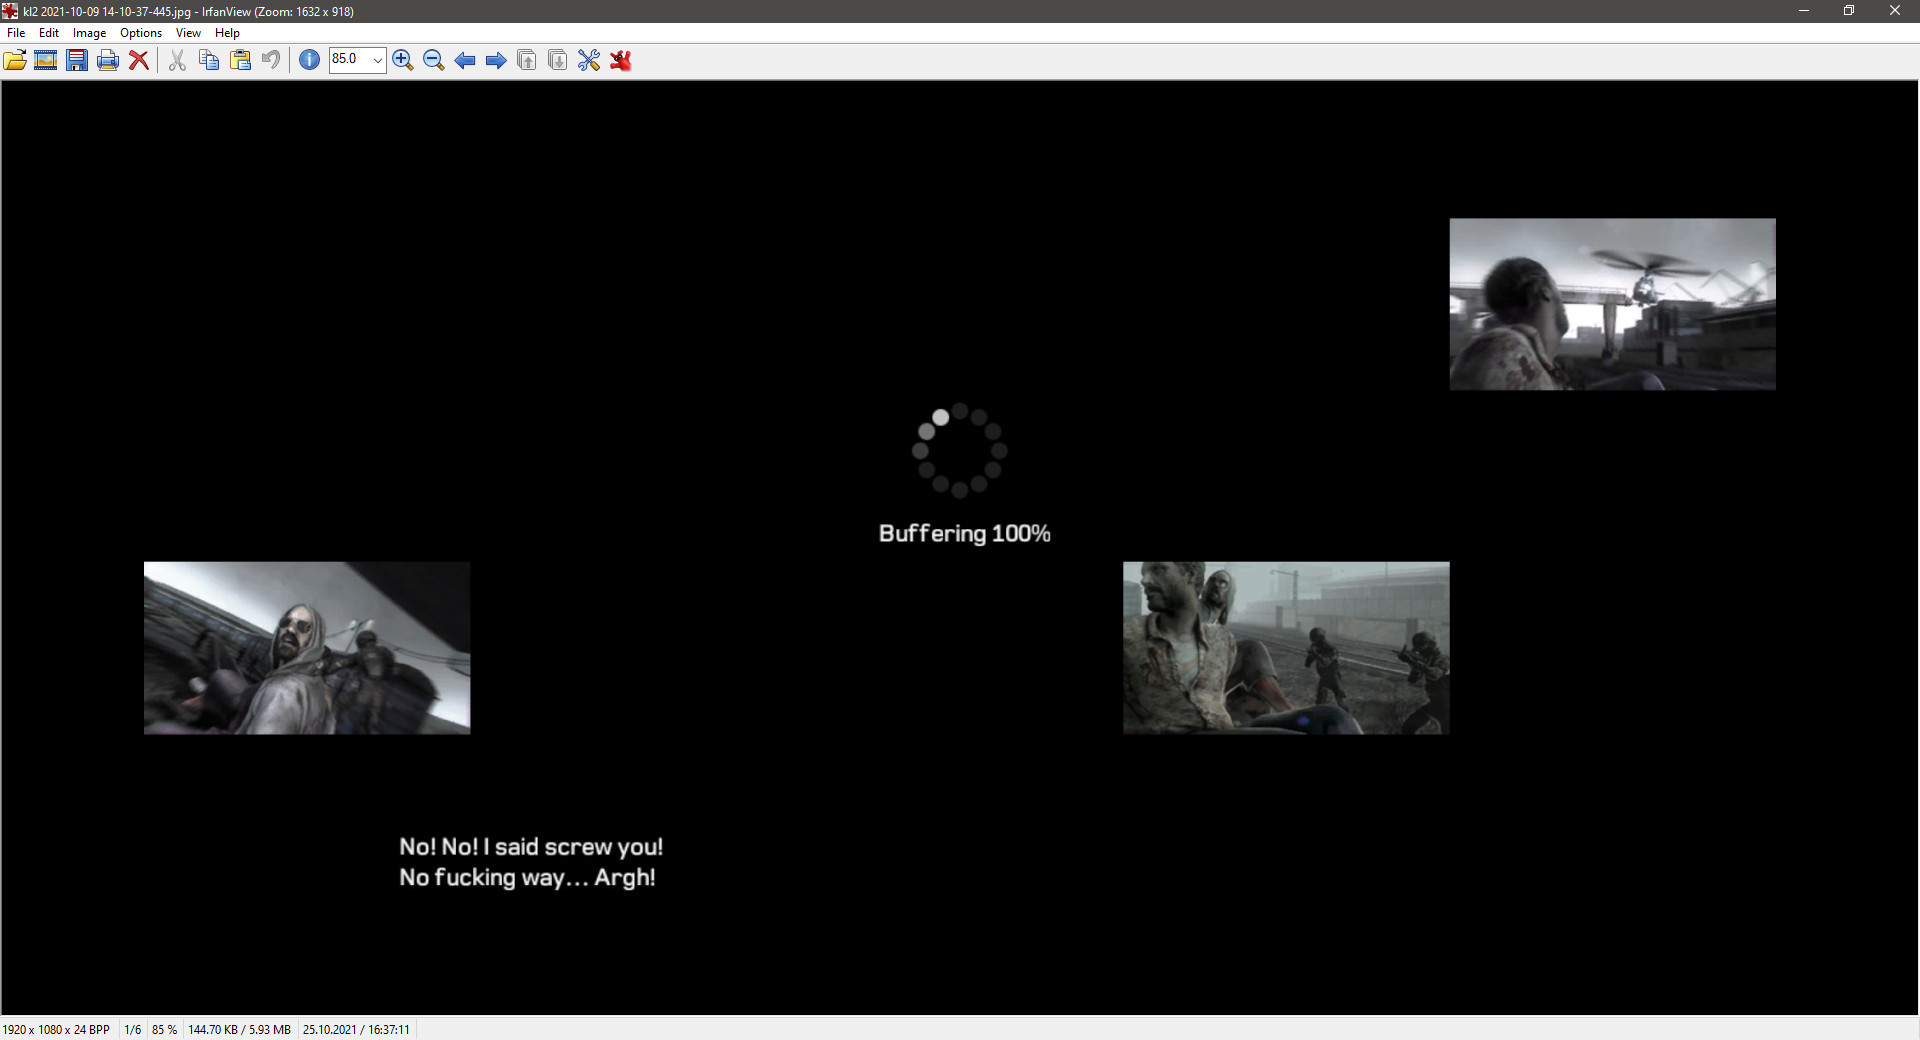 kl2 2021-10-09 14-10-37-445.jpg - IrfanView (Zoom: 1632 x 918)
File Edit Image Options View Help
85.0
Buffering 100%
No! No! I said screw you!
No fucking way... Argh!
1920 x 1080 x 24 BPP 1/6 85 % 144.70 KB / 5.93 MB 25.10.2021 / 16:37:11